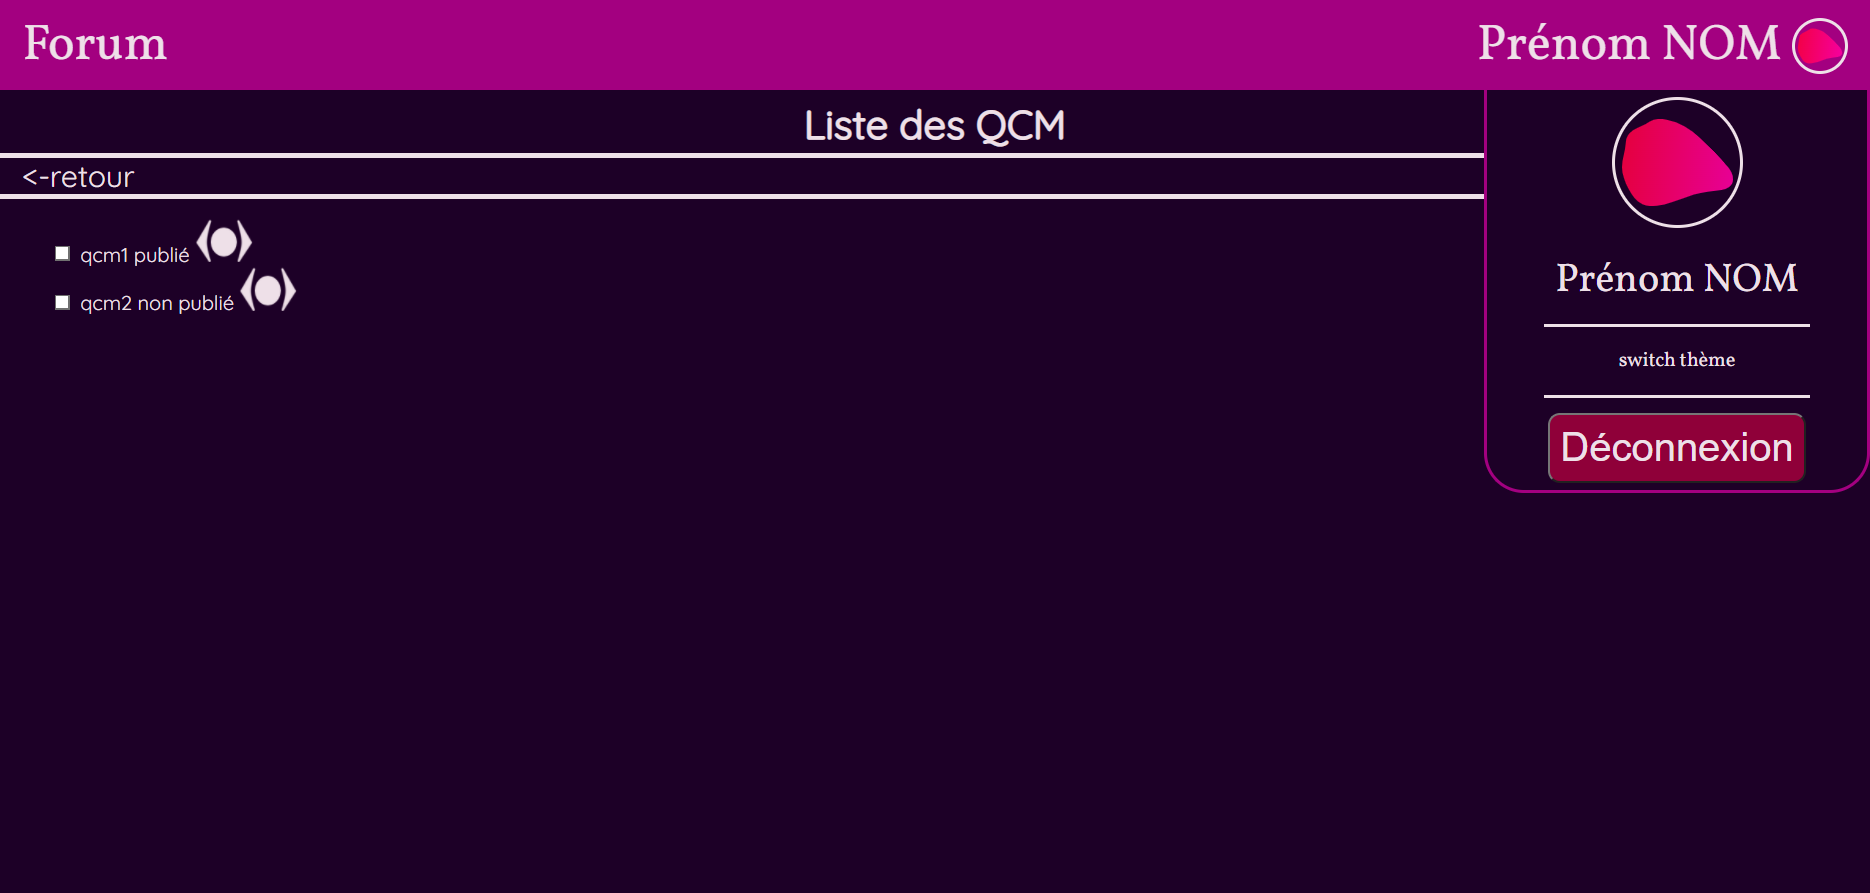 Forum
Prénom NOM
Liste des QCM
<-retour
qcm1 publié
qcm2 non publié
Prénom NOM
switch thème
Déconnexion